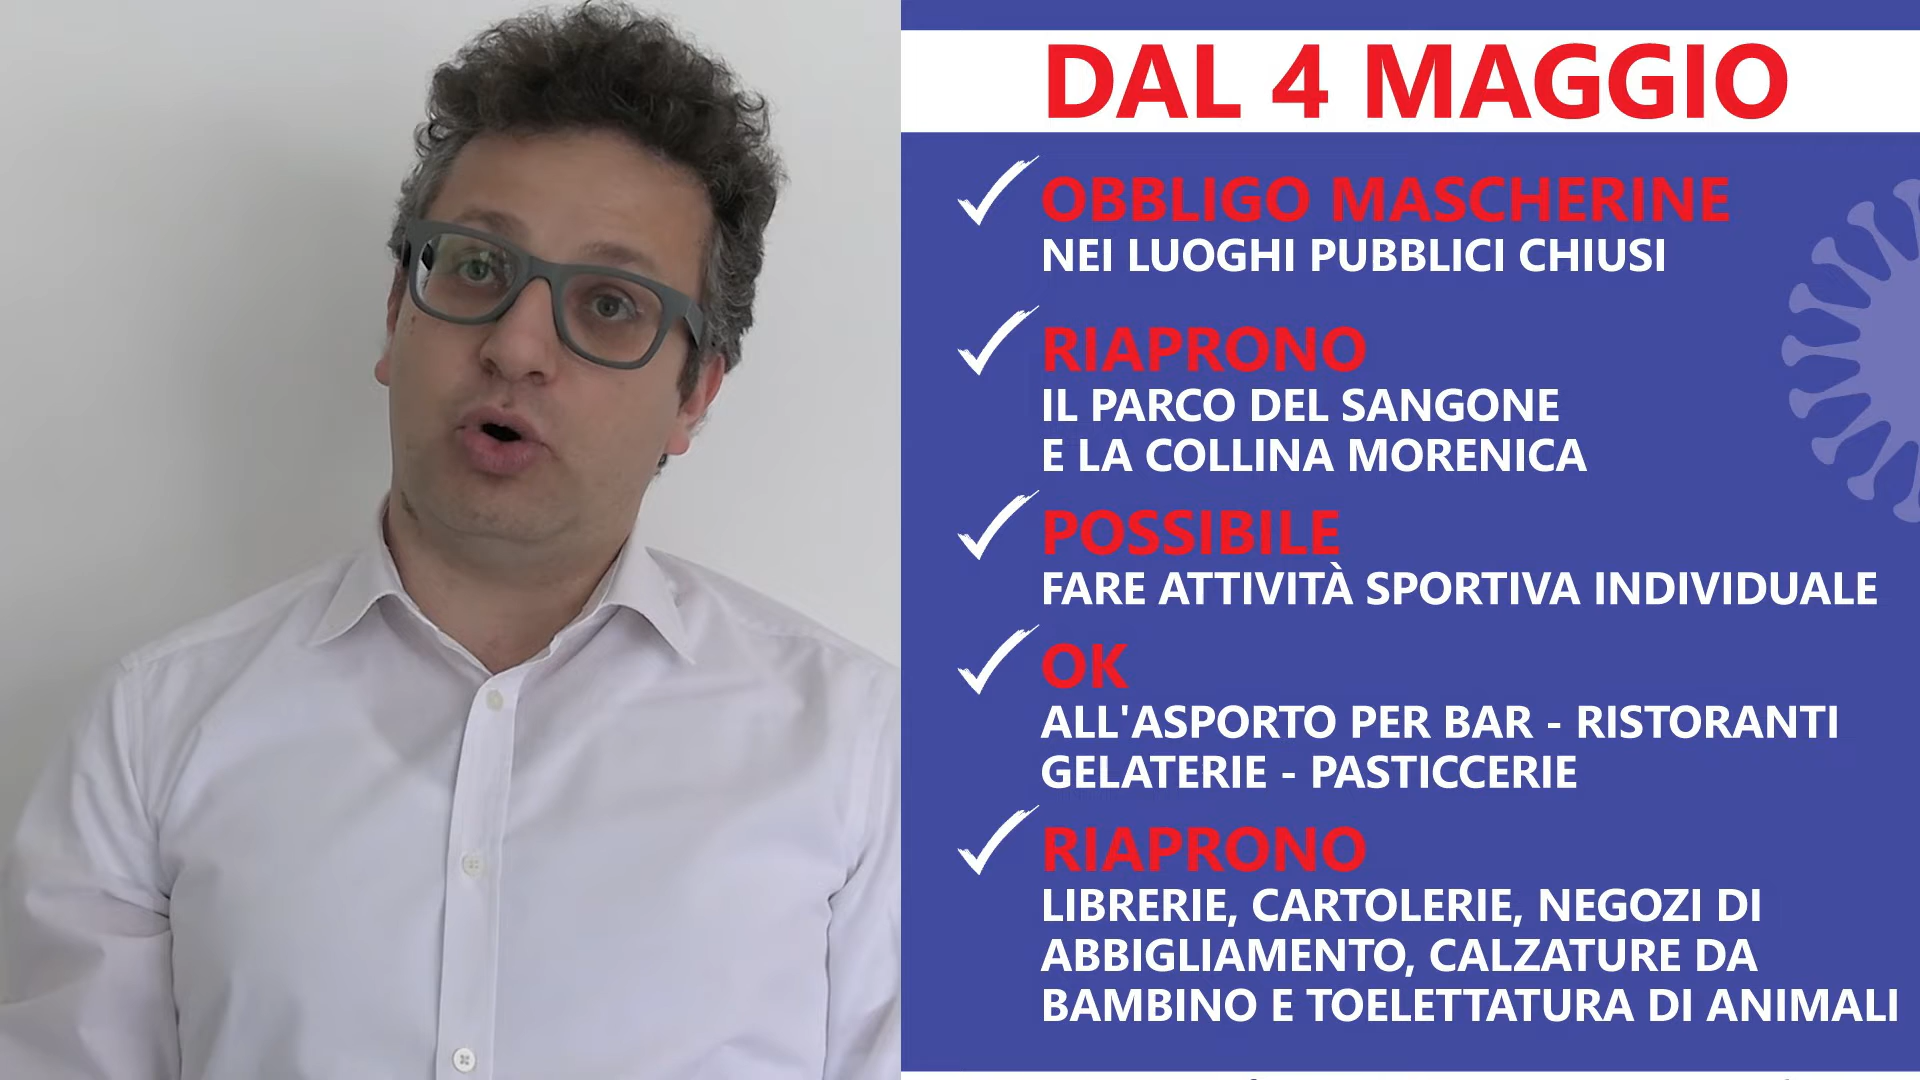 DAL 4 MAGGIO
OBBLIGO MASCHERINE
NEI LUOGHI PUBBLICI CHIUSI
RIAPRONO
IL PARCO DEL SANGONE
E LA COLLINA MORENICA
POSSIBILE
FARE ATTIVITÀ SPORTIVA INDIVIDUALE
OK
ALL'ASPORTO PER BAR - RISTORANTI
GELATERIE - PASTICCERIE
RIAPRONO
LIBRERIE, CARTOLERIE, NEGOZI DI
ABBIGLIAMENTO, CALZATURE DA
BAMBINO E TOELETTATURA DI ANIMALI